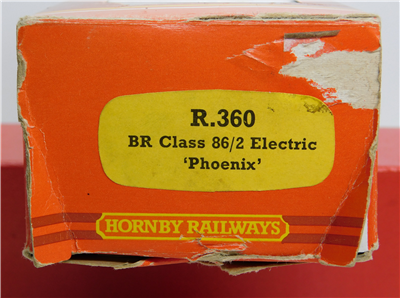 R.360
BR Class 86/2 Electric
‘Phoenix’
HORNBY RAILWAYS